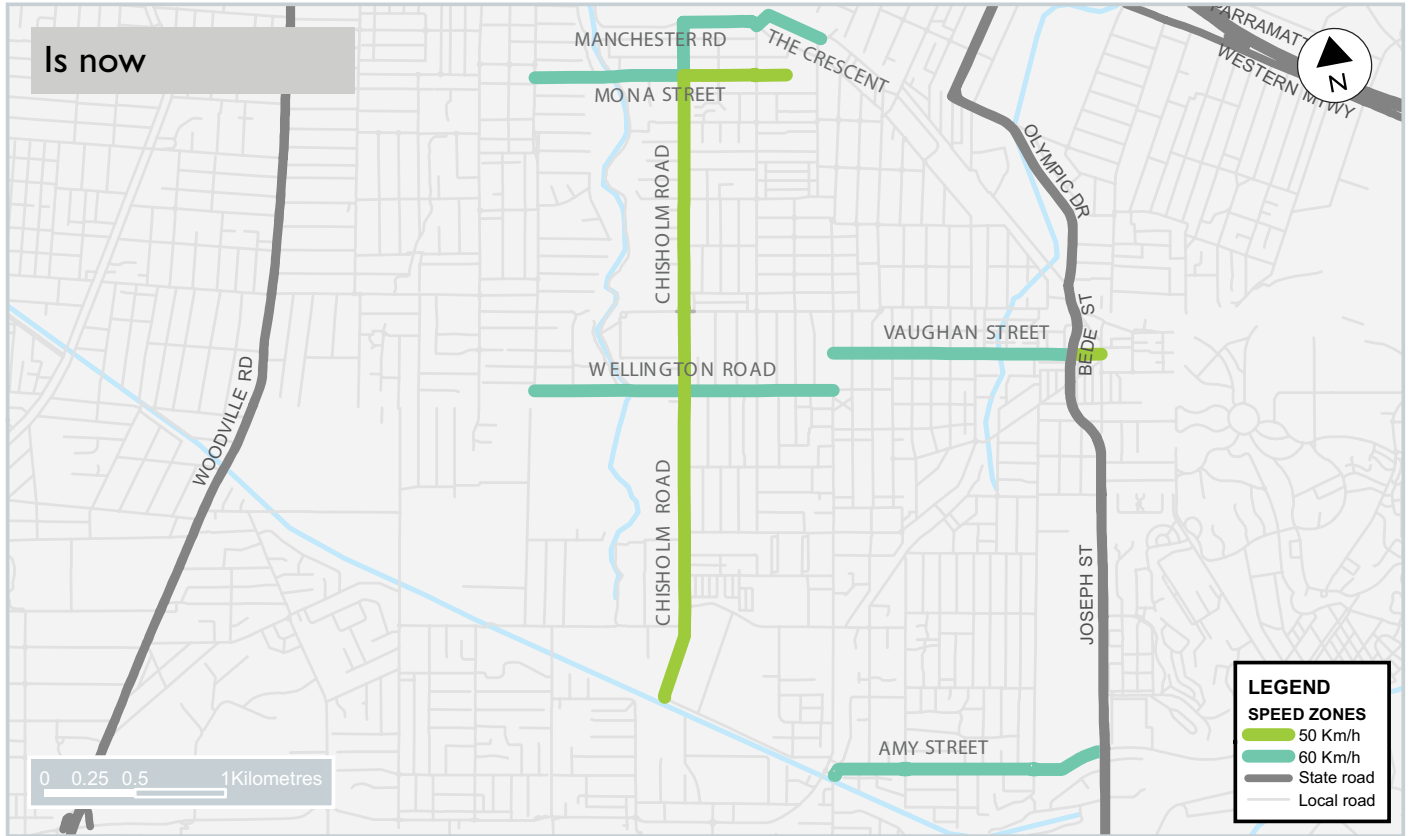 Is now
PARRAMATT
WESTERN MTWY
N
MANCHESTER RD
THE CRESCENT
MONA STREET
OLYMPIC DR
CHISHOLM ROAD
BEDE ST
VAUGHAN STREET
WOODVILLE RD
WELLINGTON ROAD
CHISHOLM ROAD
JOSEPH ST
AMY STREET
LEGEND
SPEED ZONES
50 Km/h
60 Km/h
State road
Local road
0 0.25 0.5 1Kilometres